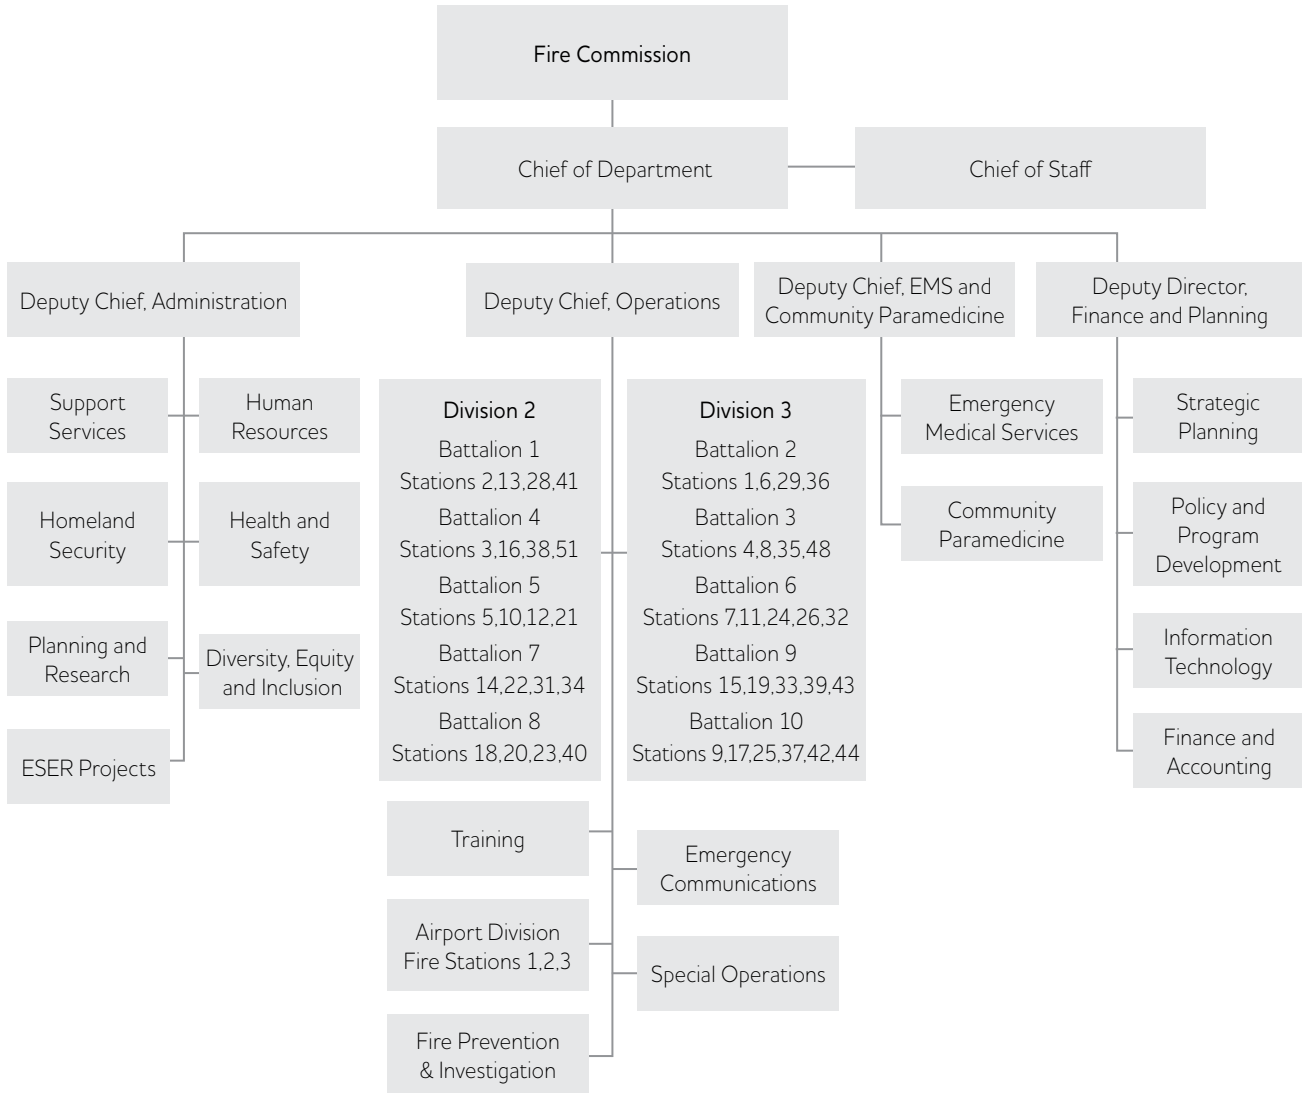 Fire Commission
Chief of Department
Chief of Staff
Deputy Chief, Administration
Deputy Chief, Operations
Deputy Chief, EMS and
Community Paramedicine
Deputy Director,
Finance and Planning
Support
Services
Human
Resources
Homeland
Security
Health and
Safety
Planning and
Research
Diversity, Equity
and Inclusion
ESER Projects
Division 2
Battalion 1
Stations 2,13,28,41
Battalion 4
Stations 3,16,38,51
Battalion 5
Stations 5,10,12,21
Battalion 7
Stations 14,22,31,34
Battalion 8
Stations 18,20,23,40
Division 3
Battalion 2
Stations 1,6,29,36
Battalion 3
Stations 4,8,35,48
Battalion 6
Stations 7,11,24,26,32
Battalion 9
Stations 15,19,33,39,43
Battalion 10
Stations 9,17,25,37,42,44
Training
Emergency
Communications
Airport Division
Fire Stations 1,2,3
Special Operations
Fire Prevention
& Investigation
Emergency
Medical Services
Community
Paramedicine
Strategic
Planning
Policy and
Program
Development
Information
Technology
Finance and
Accounting